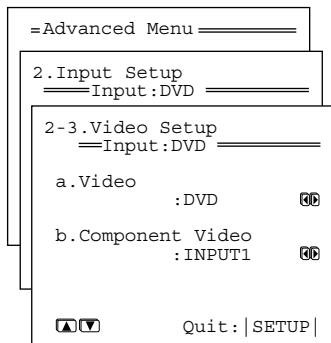 Advanced Menu
2.Input Setup
Input:DVD
2-3.Video Setup
Input:DVD
a.Video
:DVD
b.Component Video
:INPUT1
Quit:|SETUP|